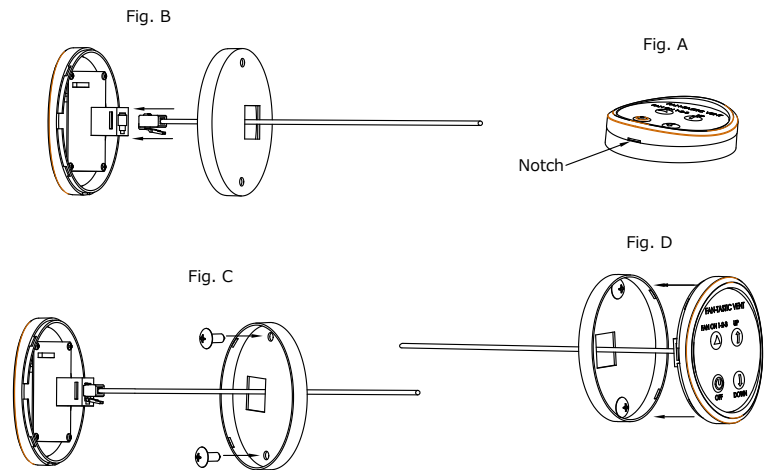 Fig. B
Fig. A
Notch
Fig. D
Fig. C
FAN-TASTIC VENT
FAN ON 1-2-3 UP
OFF DOWN